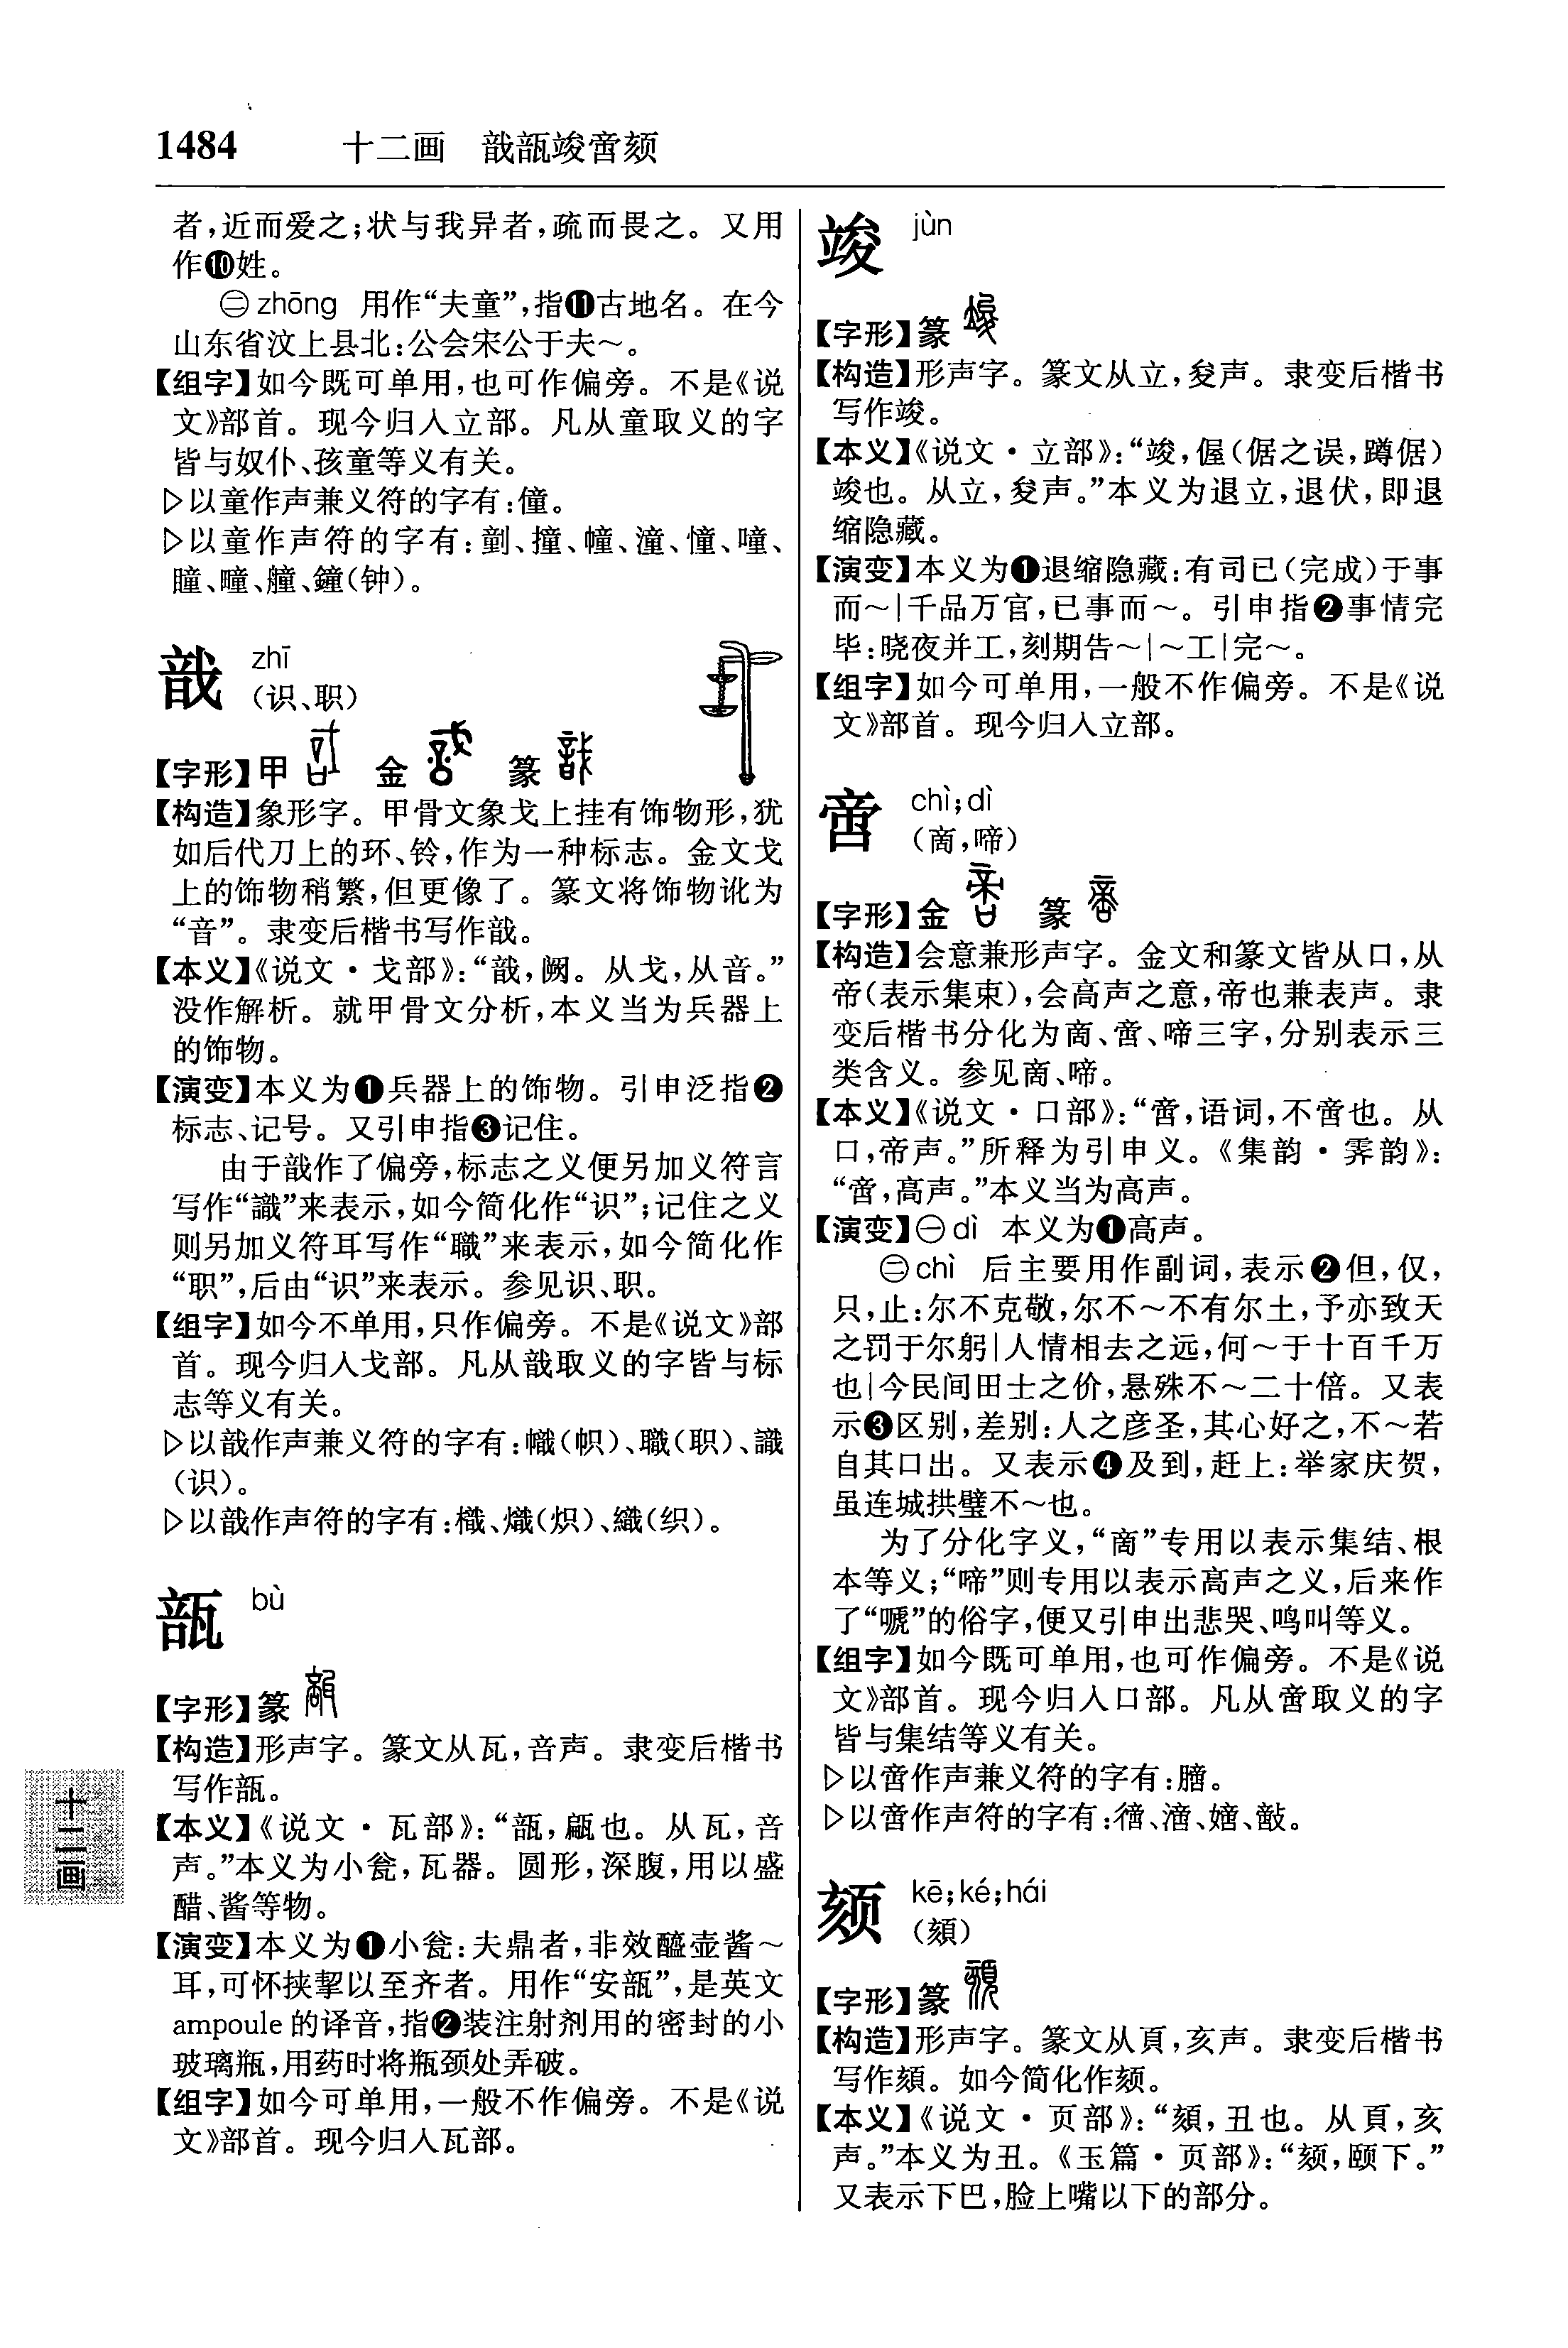 1484 十二画 戠瓿竣啻颏
者,近而爱之;状与我异者,疏而畏之。又用
作❿姓。
㊁zhōng 用作“夫童”,指⓫古地名。在今
山东省汶上县北:公会宋公于夫～。
【组字】如今既可单用,也可作偏旁。不是《说
文》部首。现今归入立部。凡从童取义的字
皆与奴仆、孩童等义有关。
▷以童作声兼义符的字有:僮。
▷以童作声符的字有:剷、撞、幢、潼、憧、曈、
瞳、疃、艟、鐘(钟)。
戠 zhī
(识、职)
【字形】甲 金 篆
【构造】象形字。甲骨文象戈上挂有饰物形,犹
如后代刀上的环、铃,作为一种标志。金文戈
上的饰物稍繁,但更像了。篆文将饰物讹为
“音”。隶变后楷书写作戠。
【本义】《说文·戈部》:“戠,阙。从戈,从音。”
没作解析。就甲骨文分析,本义当为兵器上
的饰物。
【演变】本义为❶兵器上的饰物。引申泛指❷
标志、记号。又引申指❸记住。
由于戠作了偏旁,标志之义便另加义符言
写作“識”来表示,如今简化作“识”;记住之义
则另加义符耳写作“職”来表示,如今简化作
“职”,后由“识”来表示。参见识、职。
【组字】如今不单用,只作偏旁。不是《说文》部
首。现今归入戈部。凡从戠取义的字皆与标
志等义有关。
▷以戠作声兼义符的字有:幟(帜)、職(职)、識
(识)。
▷以戠作声符的字有:樴、熾(炽)、織(织)。
瓿 bù
【字形】篆
【构造】形声字。篆文从瓦,咅声。隶变后楷书
写作瓿。
【本义】《说文·瓦部》:“瓿,甂也。从瓦,咅
声。”本义为小瓮,瓦器。圆形,深腹,用以盛
醋、酱等物。
【演变】本义为❶小瓮:夫鼎者,非效醯壶酱～
耳,可怀挟挈以至齐者。用作“安瓿”,是英文
ampoule的译音,指❷装注射剂用的密封的小
玻璃瓶,用药时将瓶颈处弄破。
【组字】如今可单用,一般不作偏旁。不是《说
文》部首。现今归入瓦部。
竣 jùn
【字形】篆
【构造】形声字。篆文从立,夋声。隶变后楷书
写作竣。
【本义】《说文·立部》:“竣,偓(倨之误,蹲倨)
竣也。从立,夋声。”本义为退立,退伏,即退
缩隐藏。
【演变】本义为❶退缩隐藏:有司已(完成)于事
而～|千品万官,已事而～。引申指❷事情完
毕:晓夜并工,刻期告～|～工|完～。
【组字】如今可单用,一般不作偏旁。不是《说
文》部首。现今归入立部。
啻 chì;dì
(啇,啼)
【字形】金 篆
【构造】会意兼形声字。金文和篆文皆从口,从
帝(表示集束),会高声之意,帝也兼表声。隶
变后楷书分化为啇、啻、啼三字,分别表示三
类含义。参见啇、啼。
【本义】《说文·口部》:“啻,语词,不啻也。从
口,帝声。”所释为引申义。《集韵·霁韵》:
“啻,高声。”本义当为高声。
【演变】㊀dì 本义为❶高声。
㊁chì 后主要用作副词,表示❷但,仅,
只,止:尔不克敬,尔不～不有尔土,予亦致天
之罚于尔躬|人情相去之远,何～于十百千万
也|今民间田士之价,悬殊不～二十倍。又表
示❸区别,差别:人之彦圣,其心好之,不～若
自其口出。又表示❹及到,赶上:举家庆贺,
虽连城拱璧不～也。
为了分化字义,“啇”专用以表示集结、根
本等义;“啼”则专用以表示高声之义,后来作
了“嗁”的俗字,便又引申出悲哭、鸣叫等义。
【组字】如今既可单用,也可作偏旁。不是《说
文》部首。现今归入口部。凡从啻取义的字
皆与集结等义有关。
▷以啻作声兼义符的字有:膪。
▷以啻作声符的字有:
颏 kē;ké;hái
(頦)
【字形】篆
【构造】形声字。篆文从頁,亥声。隶变后楷书
写作頦。如今简化作颏。
【本义】《说文·页部》:“頦,丑也。从頁,亥
声。”本义为丑。《玉篇·页部》:“颏,颐下。”
又表示下巴,脸上嘴以下的部分。
十二画